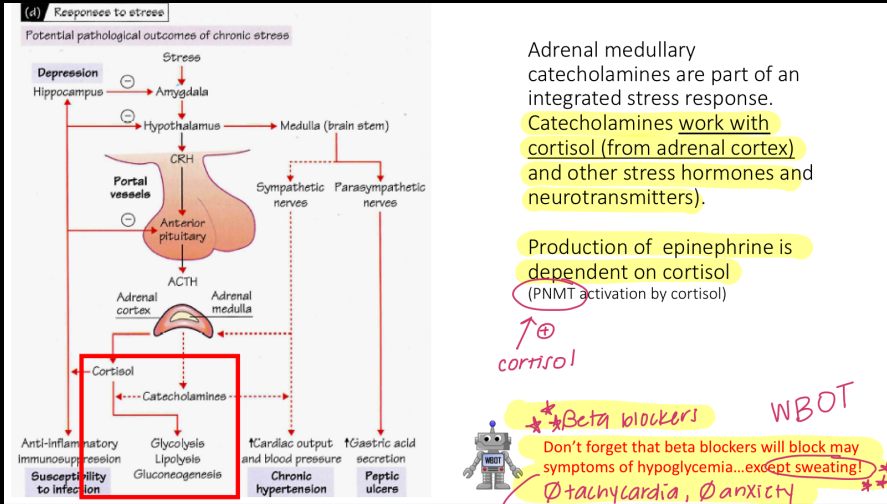 (d) Responses to stress
Potential pathological outcomes of chronic stress
Stress
Depression
Hippocampus
Amygdala
Hypothalamus
Medulla (brain stem)
CRH
Portal
vessels
Sympathetic
nerves
Parasympathetic
nerves
Anterior
pituitary
ACTH
Adrenal
cortex
Adrenal
medulla
Cortisol
Catecholamines
Anti-inflammatory
Immunosuppression
Susceptibility
to infection
Glycolysis
Lipolysis
Gluconeogenesis
↑Cardiac output
and blood pressure
Chronic
hypertension
↑Gastric acid
secretion
Peptic
ulcers
Adrenal medullary
catecholamines are part of an
integrated stress response.
Catecholamines work with
cortisol (from adrenal cortex)
and other stress hormones and
neurotransmitters).
Production of epinephrine is
dependent on cortisol
(PNMT activation by cortisol)
+
cortisol
WBOT
**Beta blockers
WBOT
Don't forget that beta blockers will block may
symptoms of hypoglycemia...except sweating!
Ø tachycardia, Ø anxiety